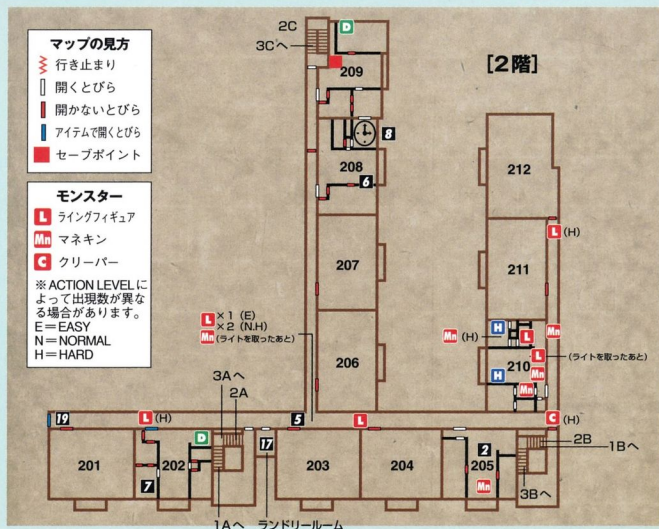 マップの見方
行き止まり
開くとびら
開かないとびら
アイテムで開くとびら
セーブポイント
モンスター
L ライングフィギュア
Mn マネキン
C クリーパー
※ACTION LEVELに
よって出現数が異な
る場合があります。
E=EASY
N=NORMAL
H=HARD
[2階]
2C
3Cへ
D
209
8
208
6
207
206
L ×1 (E)
×2 (N.H)
Mn (ライトを取ったあと)
212
L (H)
211
H
Mn (H)
L
Mn
L (ライトを取ったあと)
210
H
Mn
Mn
C (H)
3Aへ
2A
19
L (H)
D
5
L
17
201
202
7
203
204
2
205
Mn
2B
1Bへ
3Bへ
1Aへ
ランドリールーム